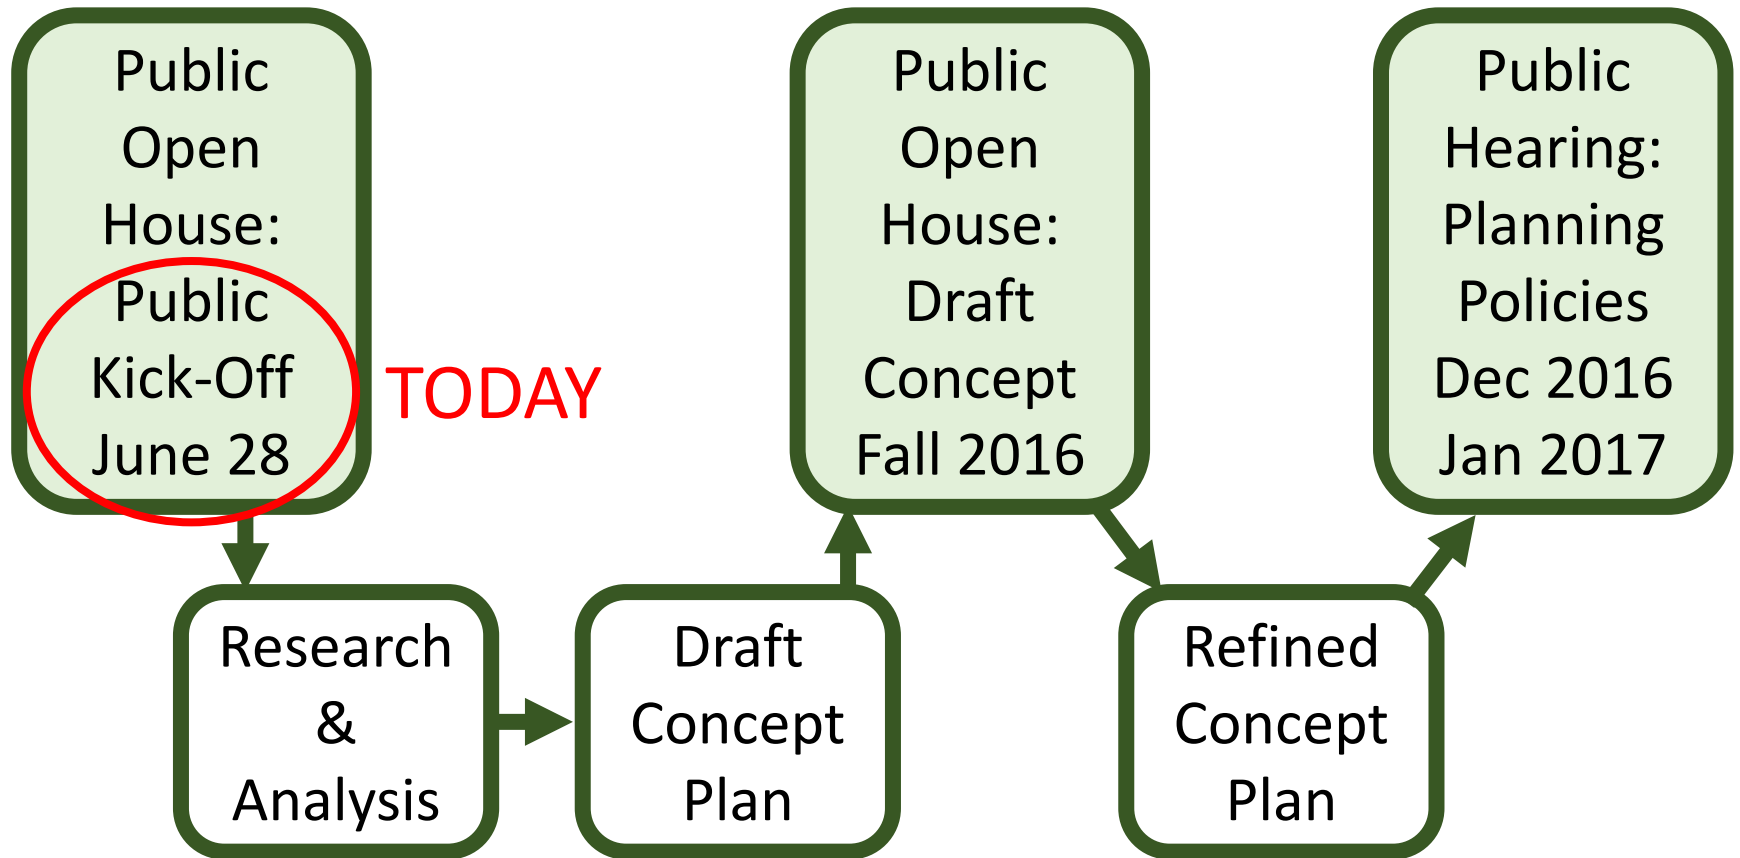 Public
Open
House:
Public
Kick-Off
June 28
TODAY
Research
&
Analysis
Draft
Concept
Plan
Public
Open
House:
Draft
Concept
Fall 2016
Refined
Concept
Plan
Public
Hearing:
Planning
Policies
Dec 2016
Jan 2017